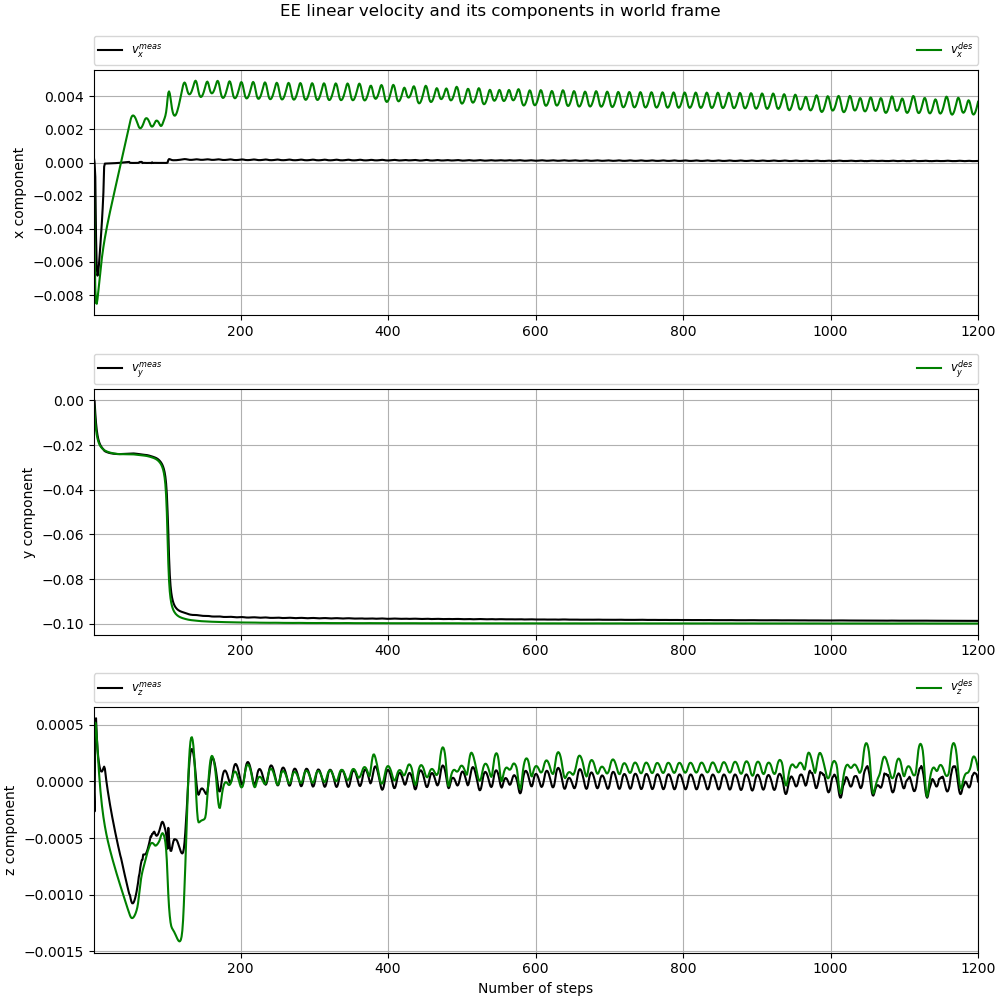 EE linear velocity and its components in world frame
v_x^meas v_x^des
0.004
0.002
0.000
−0.002
−0.004
−0.006
−0.008
x component
200 400 600 800 1000 1200
v_y^meas v_y^des
0.00
−0.02
−0.04
−0.06
−0.08
−0.10
y component
200 400 600 800 1000 1200
v_z^meas v_z^des
0.0005
0.0000
−0.0005
−0.0010
−0.0015
z component
200 400 600 800 1000 1200
Number of steps